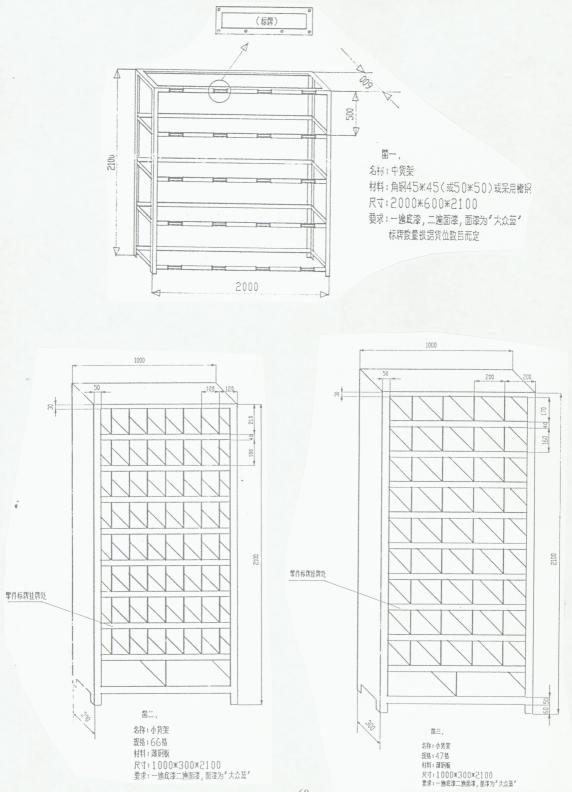 （标牌）
600
500
2100
2000
图一、
名称：中货架
材料：角钢45*45（或50*50）或采用槽钢
尺寸：2000*600*2100
要求：一遍底漆，二遍面漆，面漆为"大众蓝"
标牌数量根据货位数目而定
1000
50
120
120
30
210
40
180
2100
零件标牌挂牌处
图二、
名称：小货架
规格：66格
材料：薄钢板
尺寸：1000*300*2100
要求：一遍底漆二遍面漆，面漆为"大众蓝"
1000
50
200
200
30
170
40
160
2100
零件标牌挂牌处
50
60
300
图三、
名称：小货架
规格：47格
材料：薄钢板
尺寸：1000*300*2100
要求：一遍底漆二遍面漆，面漆为"大众蓝"